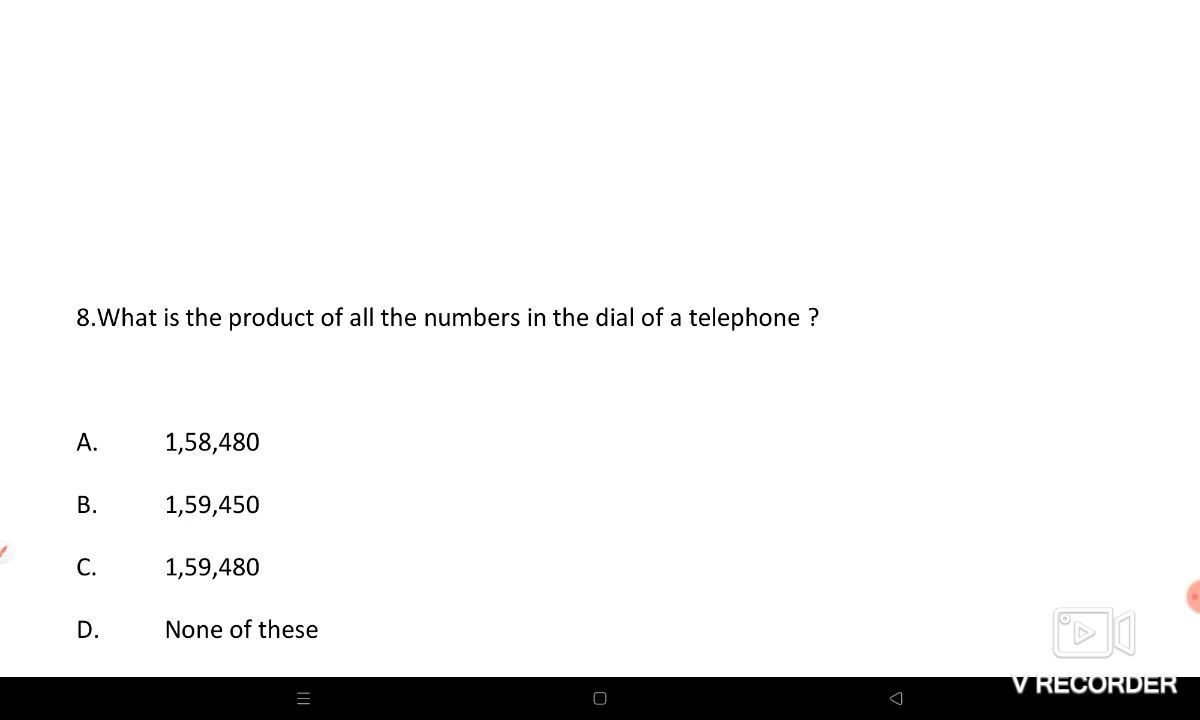 8.What is the product of all the numbers in the dial of a telephone ?
A. 1,58,480
B. 1,59,450
C. 1,59,480
D. None of these
V RECORDER